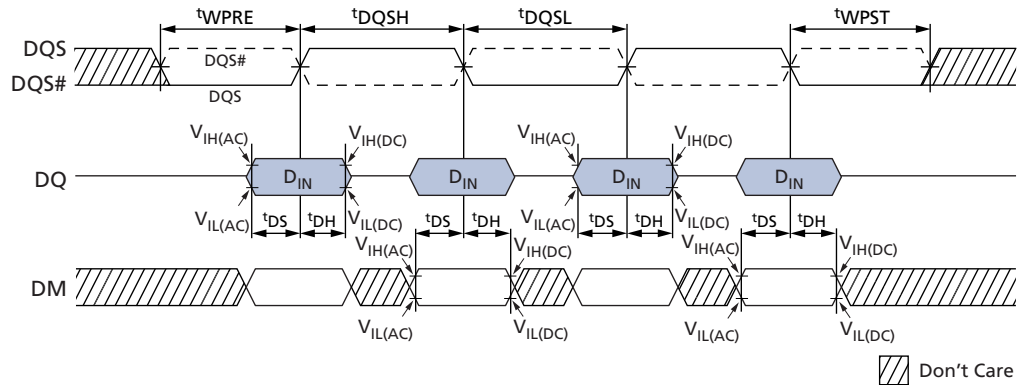 tWPRE tDQSH tDQSL tWPST
DQS
DQS#
DQS#
DQS
VIH(AC) VIH(DC) VIH(AC) VIH(DC)
DQ DIN DIN DIN DIN
VIL(AC) tDS tDH VIL(DC) VIL(AC) tDS tDH VIL(DC)
VIH(AC) tDS tDH VIH(DC) VIH(AC) tDS tDH VIH(DC)
DM
VIL(AC) VIL(DC) VIL(AC) VIL(DC)
Don't Care